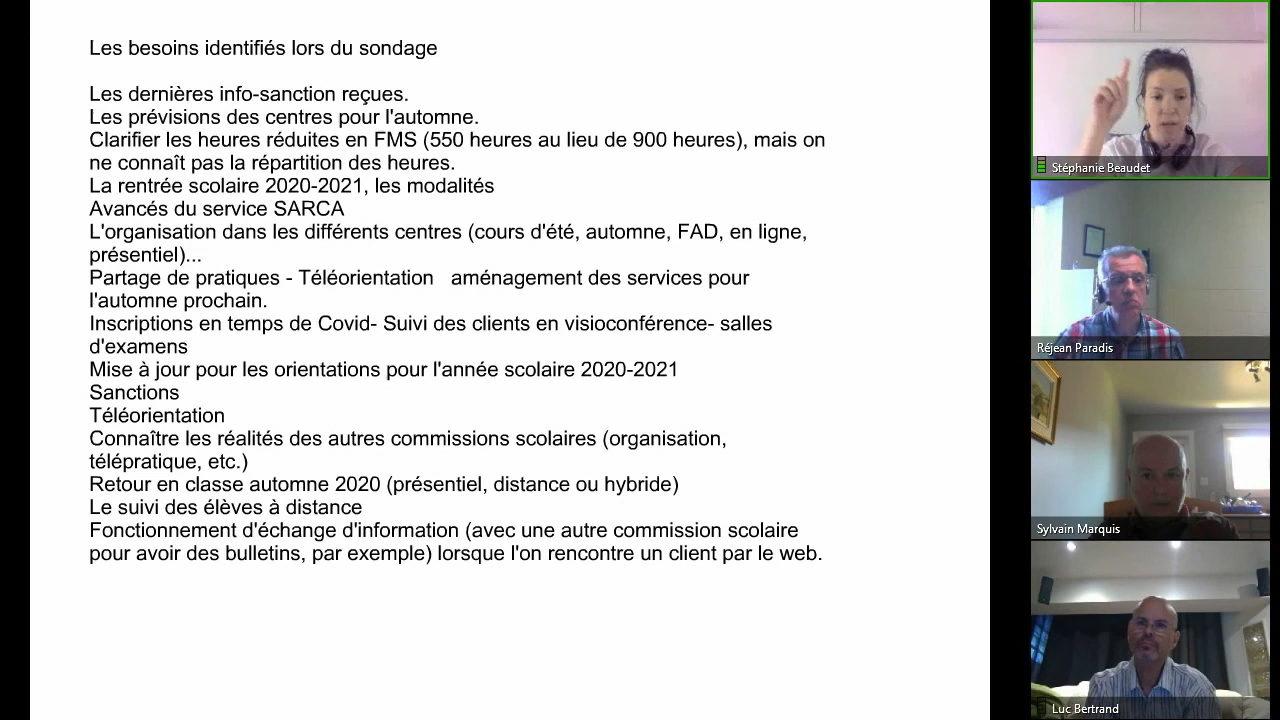 Les besoins identifiés lors du sondage
Les dernières info-sanction reçues.
Les prévisions des centres pour l'automne.
Clarifier les heures réduites en FMS (550 heures au lieu de 900 heures), mais on
ne connaît pas la répartition des heures.
La rentrée scolaire 2020-2021, les modalités
Avancés du service SARCA
L'organisation dans les différents centres (cours d'été, automne, FAD, en ligne,
présentiel)...
Partage de pratiques - Téléorientation   aménagement des services pour
l'automne prochain.
Inscriptions en temps de Covid- Suivi des clients en visioconférence- salles
d'examens
Mise à jour pour les orientations pour l'année scolaire 2020-2021
Sanctions
Téléorientation
Connaître les réalités des autres commissions scolaires (organisation,
télépratique, etc.)
Retour en classe automne 2020 (présentiel, distance ou hybride)
Le suivi des élèves à distance
Fonctionnement d'échange d'information (avec une autre commission scolaire
pour avoir des bulletins, par exemple) lorsque l'on rencontre un client par le web.
Stéphanie Beaudet
Réjean Paradis
Sylvain Marquis
Luc Bertrand